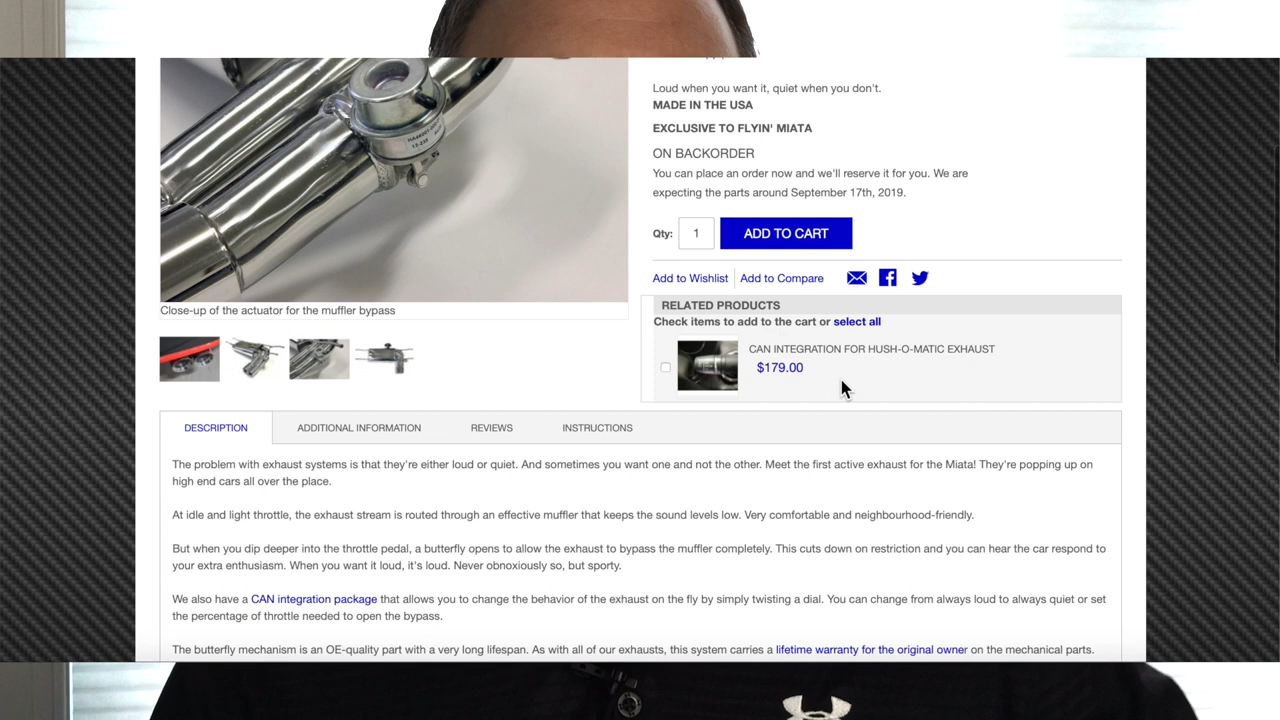 Loud when you want it, quiet when you don't.
MADE IN THE USA
EXCLUSIVE TO FLYIN' MIATA
ON BACKORDER
You can place an order now and we'll reserve it for you. We are
expecting the parts around September 17th, 2019.
Qty: 1 ADD TO CART
Add to Wishlist Add to Compare
Close-up of the actuator for the muffler bypass
RELATED PRODUCTS
Check items to add to the cart or select all
CAN INTEGRATION FOR HUSH-O-MATIC EXHAUST
$179.00
DESCRIPTION ADDITIONAL INFORMATION REVIEWS INSTRUCTIONS
The problem with exhaust systems is that they're either loud or quiet. And sometimes you want one and not the other. Meet the first active exhaust for the Miata! They're popping up on
high end cars all over the place.
At idle and light throttle, the exhaust stream is routed through an effective muffler that keeps the sound levels low. Very comfortable and neighbourhood-friendly.
But when you dip deeper into the throttle pedal, a butterfly opens to allow the exhaust to bypass the muffler completely. This cuts down on restriction and you can hear the car respond to
your extra enthusiasm. When you want it loud, it's loud. Never obnoxiously so, but sporty.
We also have a CAN integration package that allows you to change the behavior of the exhaust on the fly by simply twisting a dial. You can change from always loud to always quiet or set
the percentage of throttle needed to open the bypass.
The butterfly mechanism is an OE-quality part with a very long lifespan. As with all of our exhausts, this system carries a lifetime warranty for the original owner on the mechanical parts.